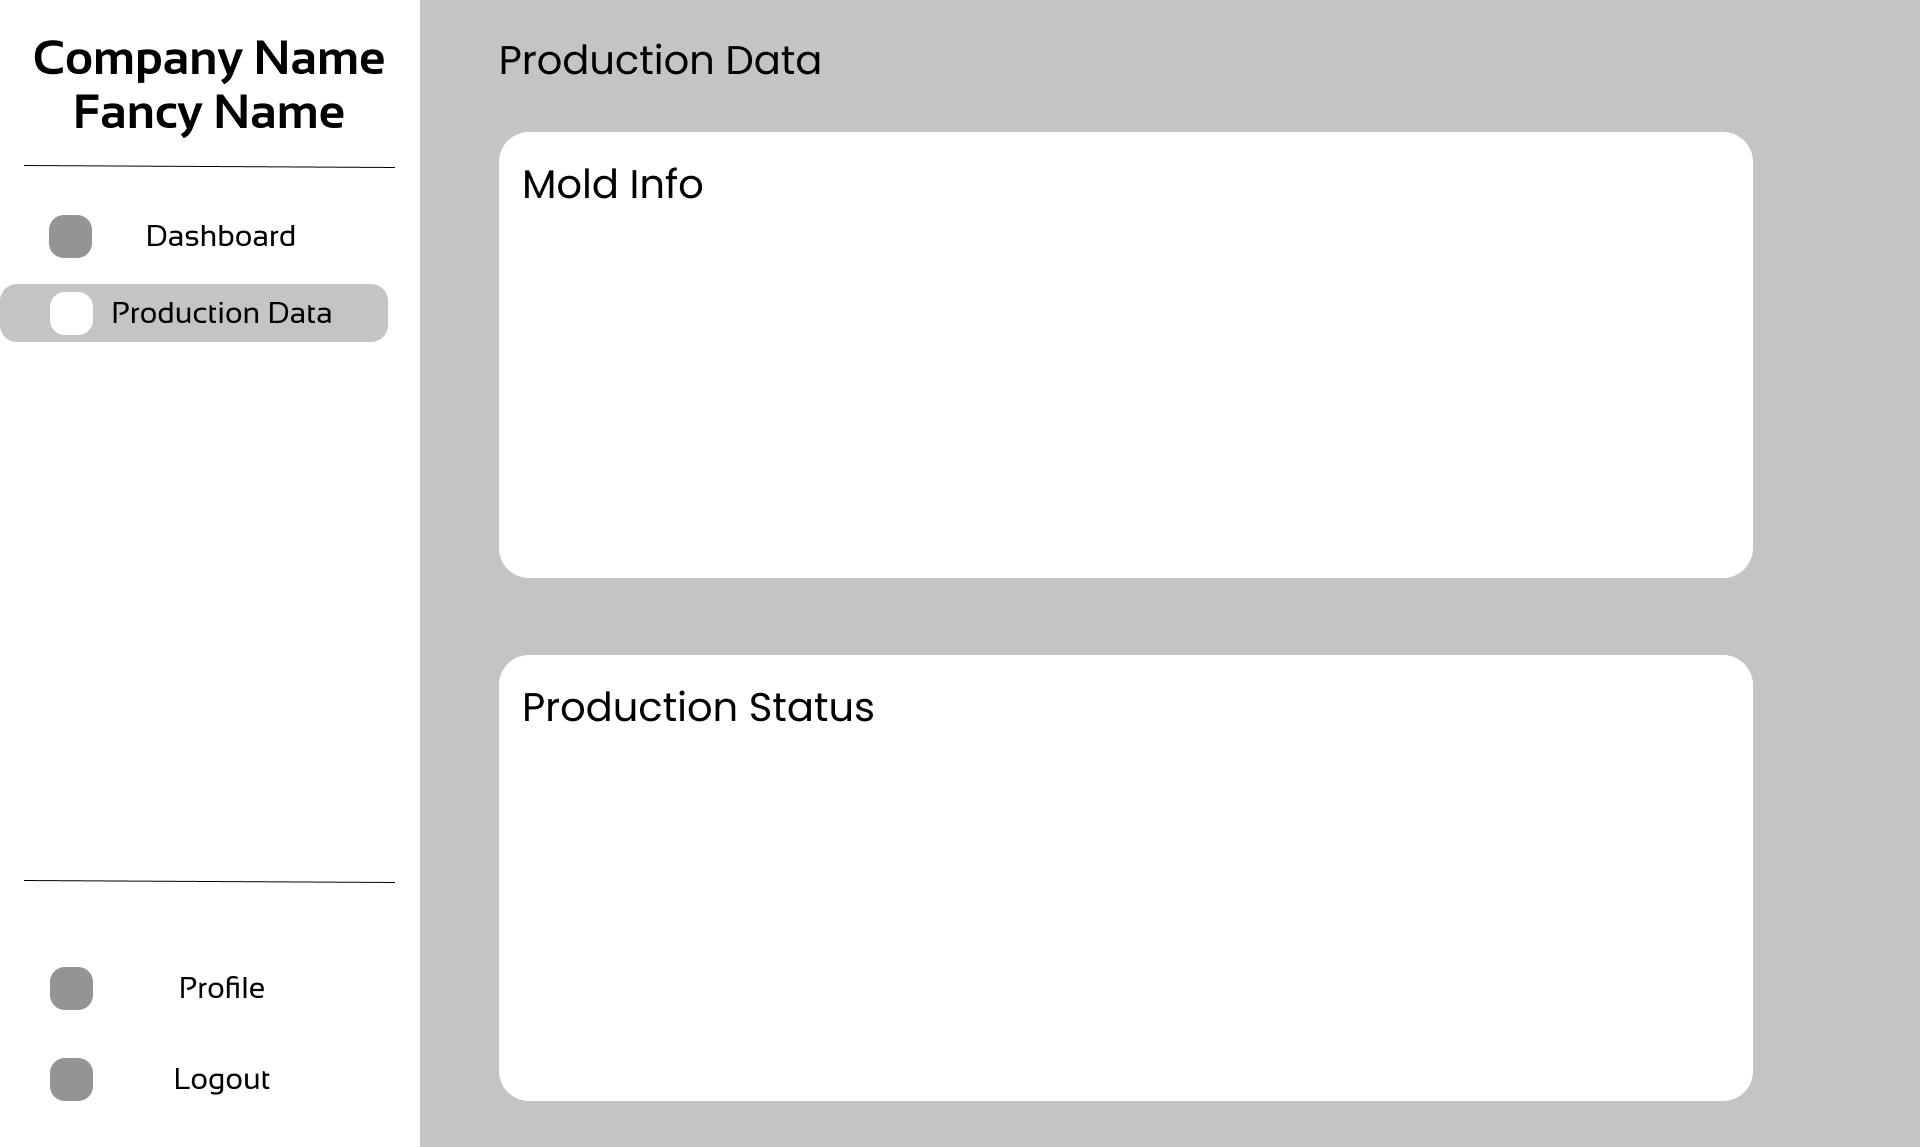 Company Name
Fancy Name
Dashboard
Production Data
Profile
Logout
Production Data
Mold Info
Production Status